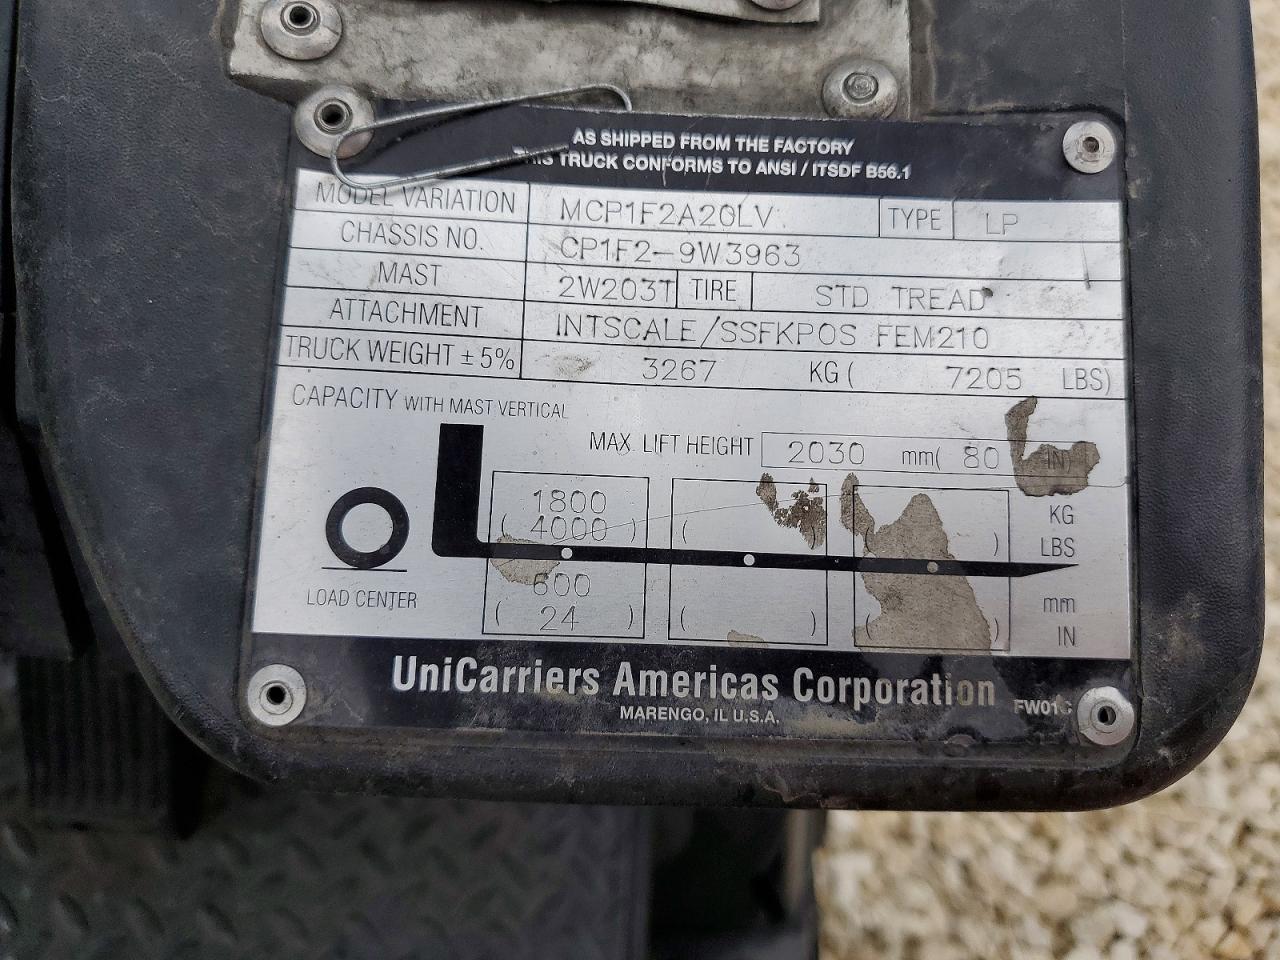 AS SHIPPED FROM THE FACTORY
THIS TRUCK CONFORMS TO ANSI / ITSDF B56.1
MODEL VARIATION MCP1F2A20LV TYPE LP
CHASSIS NO. CP1F2-9W3963
MAST 2W203T TIRE STD TREAD
ATTACHMENT INTSCALE/SSFKPOS FEM210
TRUCK WEIGHT ± 5% 3267 KG ( 7205 LBS)
CAPACITY WITH MAST VERTICAL
MAX. LIFT HEIGHT 2030 mm( 80 IN)
1800 KG
( 4000 ) ( ) ( ) LBS
600 mm
LOAD CENTER ( 24 ) ( ) ( ) IN
UniCarriers Americas Corporation
MARENGO, IL U.S.A. FW01C